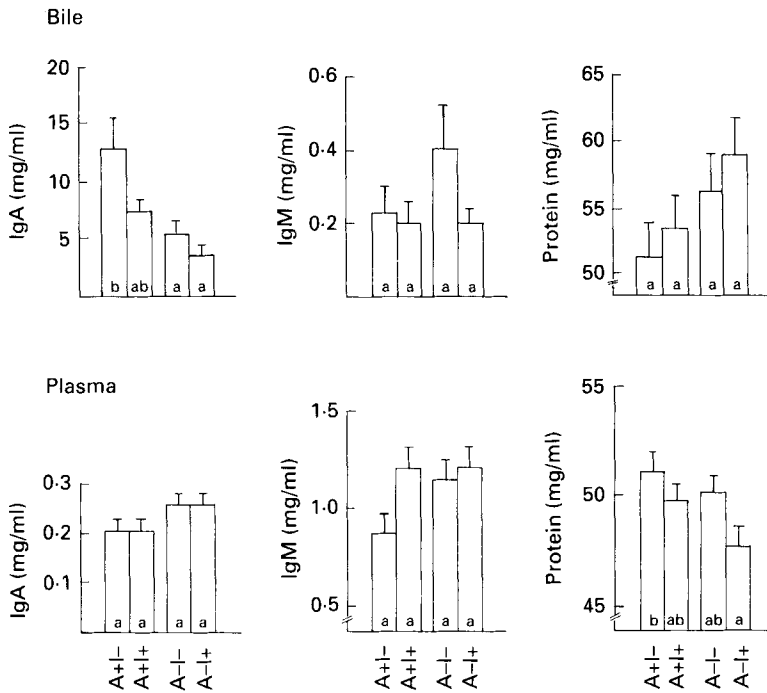 Bile
IgA (mg/ml)
20
15
10
5
b ab a a
IgM (mg/ml)
0·6
0·4
0·2
a a a a
Protein (mg/ml)
65
60
55
50
a a a a
Plasma
IgA (mg/ml)
0·3
0·2
0·1
a a a a
A+I− A+I+ A−I− A−I+
IgM (mg/ml)
1·5
1·0
0·5
a a a a
A+I− A+I+ A−I− A−I+
Protein (mg/ml)
55
50
45
b ab ab a
A+I− A+I+ A−I− A−I+